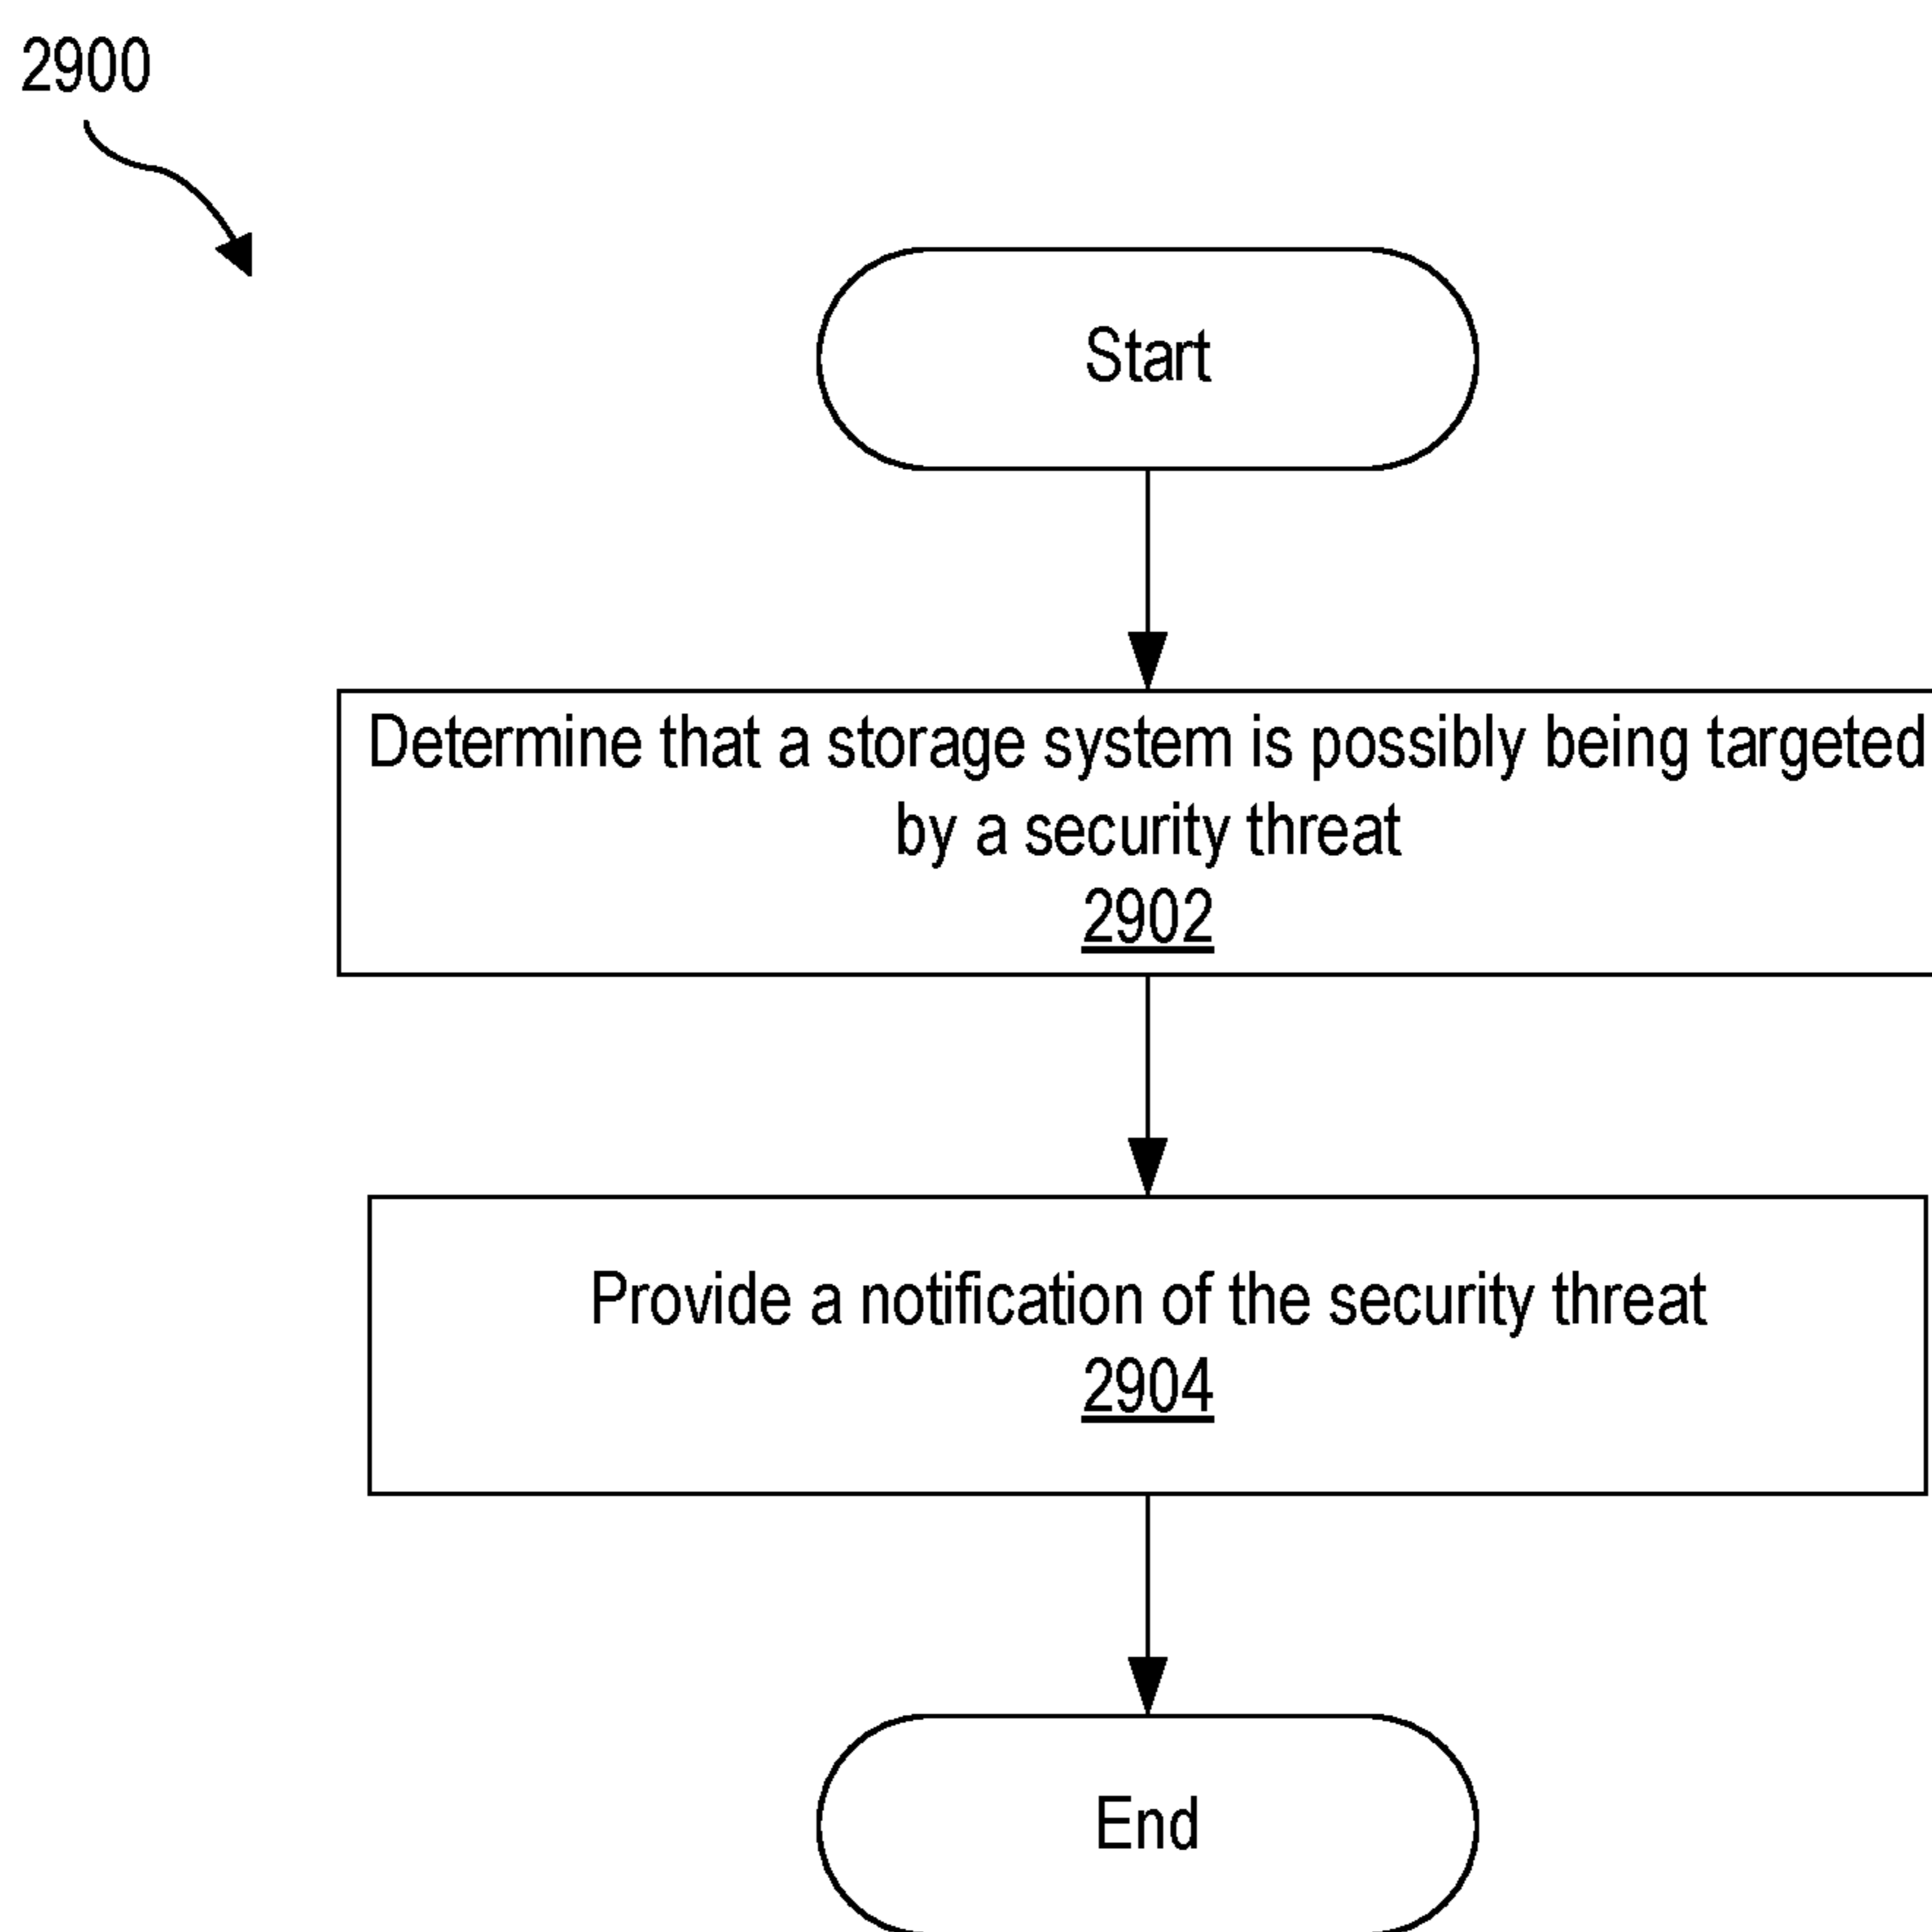 2900
Start
Determine that a storage system is possibly being targeted
by a security threat
2902
Provide a notification of the security threat
2904
End